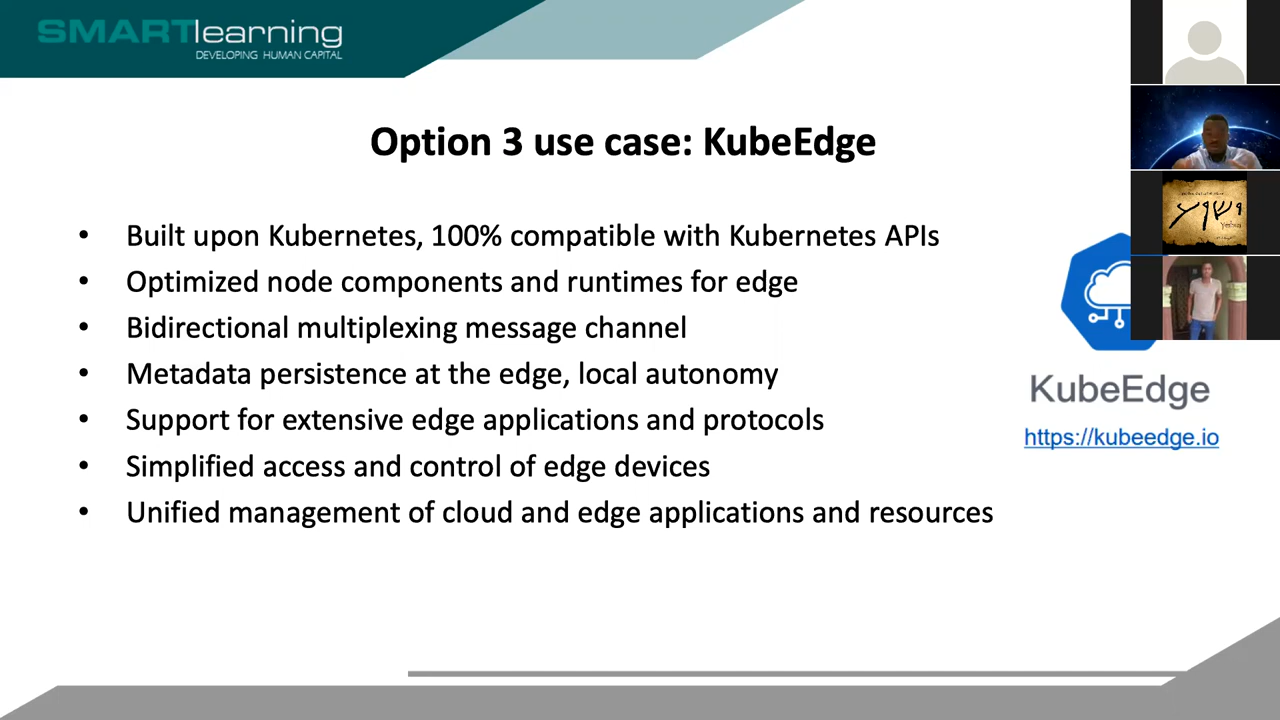 SMARTlearning
DEVELOPING HUMAN CAPITAL
Option 3 use case: KubeEdge
• Built upon Kubernetes, 100% compatible with Kubernetes APIs
• Optimized node components and runtimes for edge
• Bidirectional multiplexing message channel
• Metadata persistence at the edge, local autonomy
• Support for extensive edge applications and protocols
• Simplified access and control of edge devices
• Unified management of cloud and edge applications and resources
KubeEdge
https://kubeedge.io